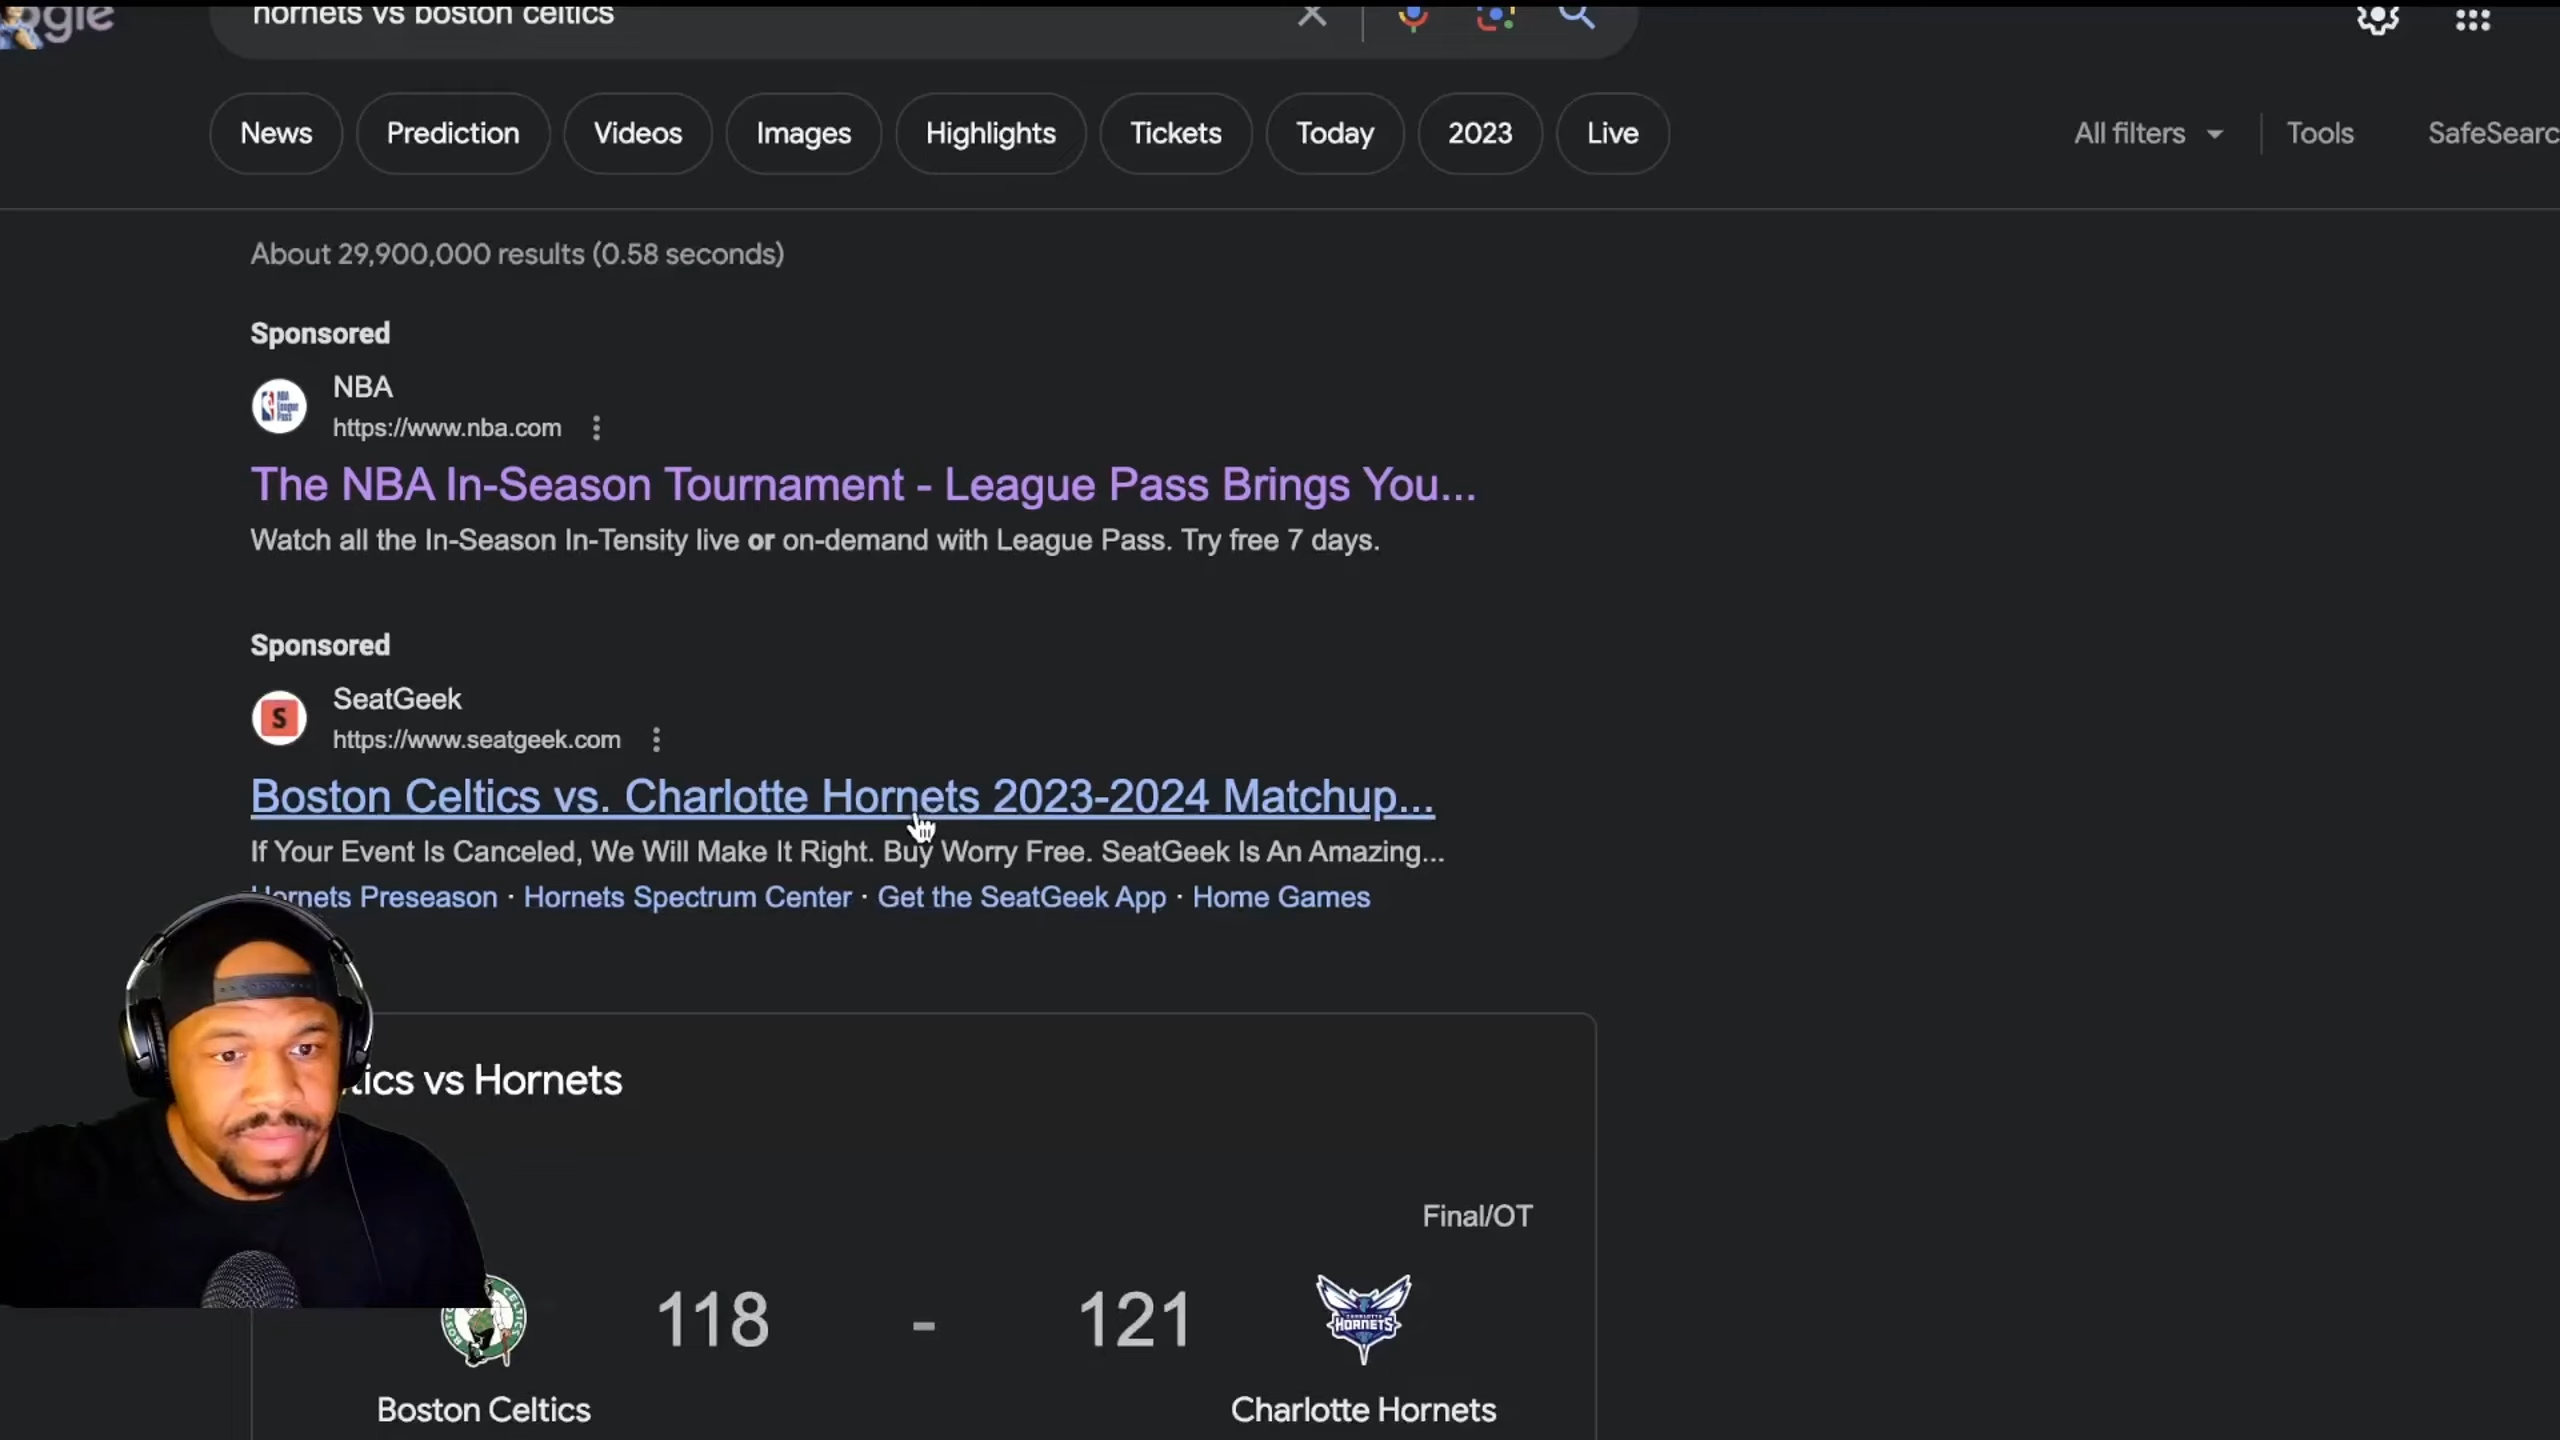 hornets vs boston celtics
News Prediction Videos Images Highlights Tickets Today 2023 Live All filters Tools
About 29,900,000 results (0.58 seconds)
Sponsored
NBA
https://www.nba.com
The NBA In-Season Tournament - League Pass Brings You...
Watch all the In-Season In-Tensity live or on-demand with League Pass. Try free 7 days.
Sponsored
S
SeatGeek
https://www.seatgeek.com
Boston Celtics vs. Charlotte Hornets 2023-2024 Matchup...
If Your Event Is Canceled, We Will Make It Right. Buy Worry Free. SeatGeek Is An Amazing...
Preseason · Hornets Spectrum Center · Get the SeatGeek App · Home Games
vs Hornets
Final/OT
118 - 121
HORNETS
Boston Celtics Charlotte Hornets